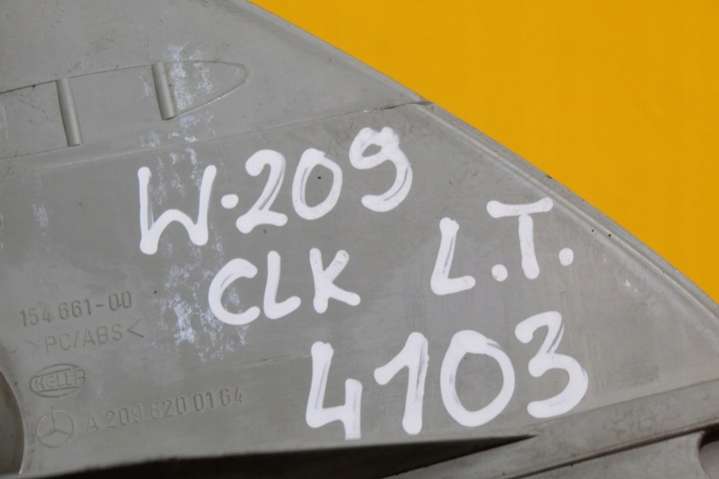 W-209
CLK L.T.
4103
154 661-00
>PC/ABS<
HELLA
A 209 820 01 64